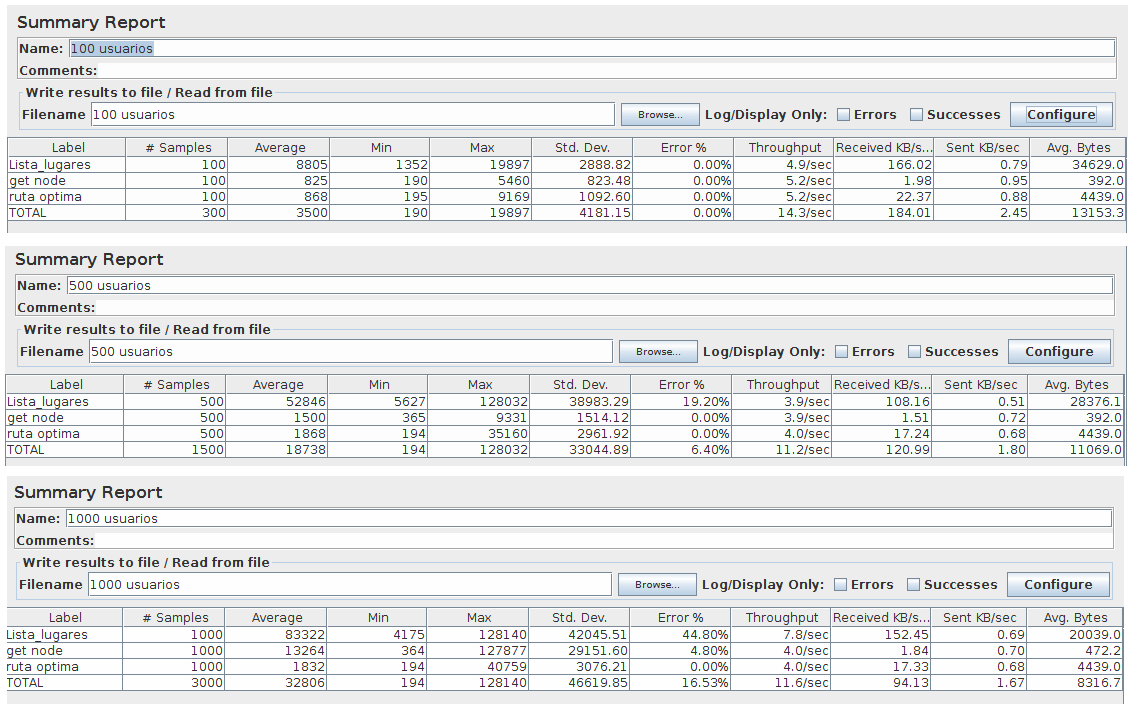 Summary Report
Name: 100 usuarios
Comments:
Write results to file / Read from file
Filename 100 usuarios Browse... Log/Display Only: Errors Successes Configure
Label # Samples Average Min Max Std. Dev. Error % Throughput Received KB/s... Sent KB/sec Avg. Bytes
Lista_lugares 100 8805 1352 19897 2888.82 0.00% 4.9/sec 166.02 0.79 34629.0
get node 100 825 190 5460 823.48 0.00% 5.2/sec 1.98 0.95 392.0
ruta optima 100 868 195 9169 1092.60 0.00% 5.2/sec 22.37 0.88 4439.0
TOTAL 300 3500 190 19897 4181.15 0.00% 14.3/sec 184.01 2.45 13153.3
Summary Report
Name: 500 usuarios
Comments:
Write results to file / Read from file
Filename 500 usuarios Browse... Log/Display Only: Errors Successes Configure
Label # Samples Average Min Max Std. Dev. Error % Throughput Received KB/s... Sent KB/sec Avg. Bytes
Lista_lugares 500 52846 5627 128032 38983.29 19.20% 3.9/sec 108.16 0.51 28376.1
get node 500 1500 365 9331 1514.12 0.00% 3.9/sec 1.51 0.72 392.0
ruta optima 500 1868 194 35160 2961.92 0.00% 4.0/sec 17.24 0.68 4439.0
TOTAL 1500 18738 194 128032 33044.89 6.40% 11.2/sec 120.99 1.80 11069.0
Summary Report
Name: 1000 usuarios
Comments:
Write results to file / Read from file
Filename 1000 usuarios Browse... Log/Display Only: Errors Successes Configure
Label # Samples Average Min Max Std. Dev. Error % Throughput Received KB/s... Sent KB/sec Avg. Bytes
Lista_lugares 1000 83322 4175 128140 42045.51 44.80% 7.8/sec 152.45 0.69 20039.0
get node 1000 13264 364 127877 29151.60 4.80% 4.0/sec 1.84 0.70 472.2
ruta optima 1000 1832 194 40759 3076.21 0.00% 4.0/sec 17.33 0.68 4439.0
TOTAL 3000 32806 194 128140 46619.85 16.53% 11.6/sec 94.13 1.67 8316.7